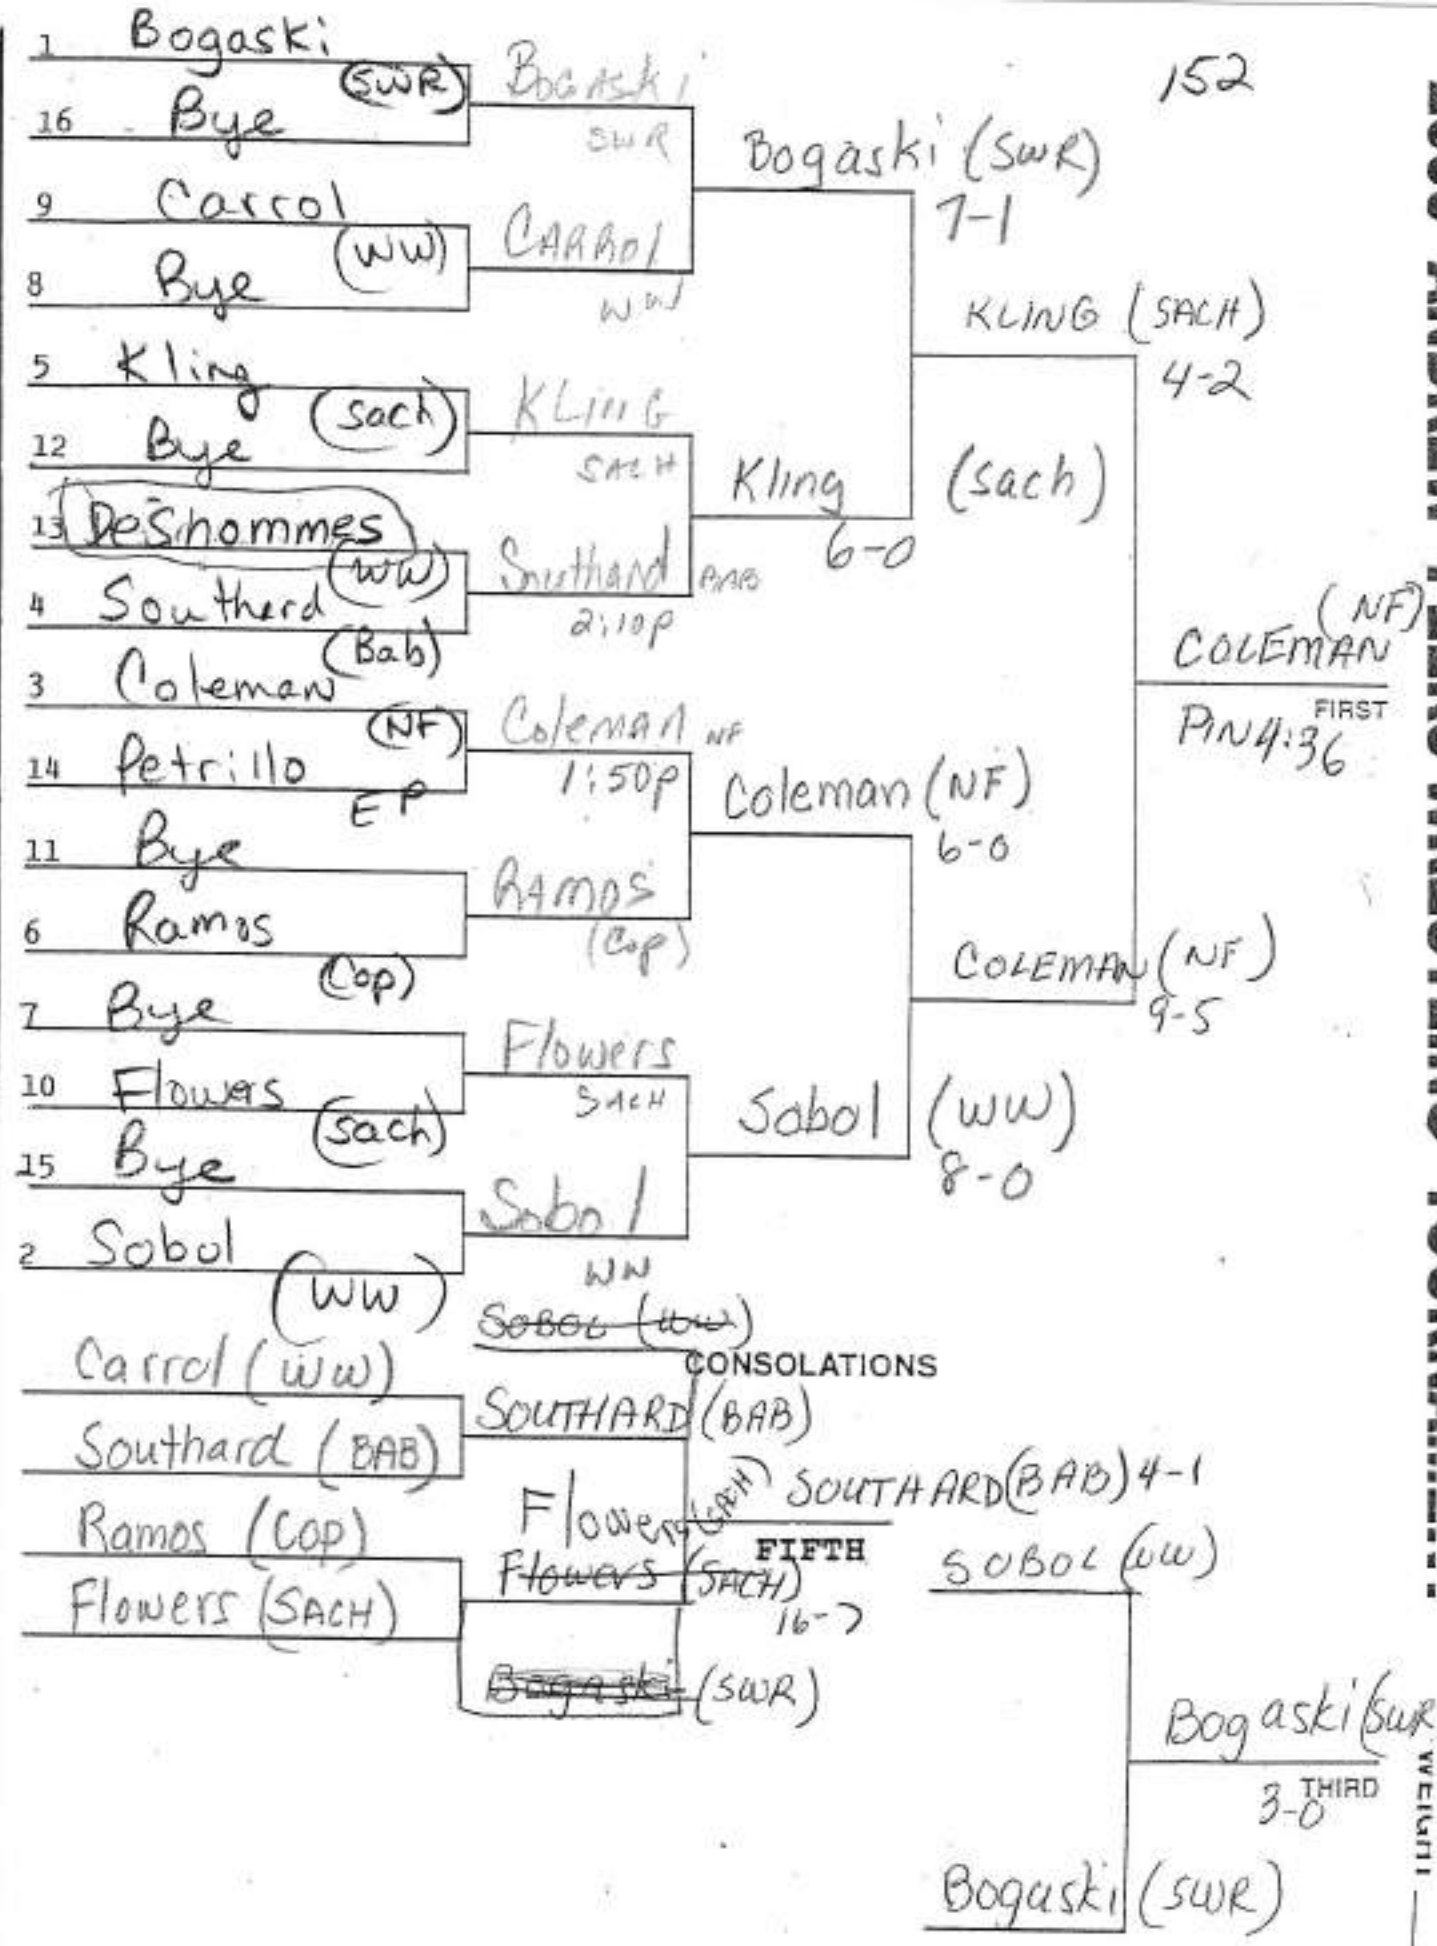 152
1 Bogaski
(SWR)
16 Bye
9 Carrol
(WW)
8 Bye
5 Kling
(Sach)
12 Bye
13 DeShommes
(WW)
4 Southard
(Bab)
3 Coleman
(NF)
14 Petrillo
EP
11 Bye
6 Ramos
(Cop)
7 Bye
10 Flowers
(Sach)
15 Bye
2 Sobol
(WW)
BOGASKI
SWR
CARROL
WW
KLING
SACH
Southard BAB
2:10p
Coleman NF
1:50p
RAMOS
(Cop)
Flowers
SACH
Sobol
WW
Bogaski (SWR)
7-1
Kling (Sach)
6-0
Coleman (NF)
6-0
Sobol (WW)
8-0
KLING (SACH)
4-2
COLEMAN (NF)
9-5
(NF)
COLEMAN
FIRST
PIN 4:36
CONSOLATIONS
Carrol (WW)
Southard (BAB)
Ramos (COP)
Flowers (SACH)
SOBOL (WW)
SOUTHARD (BAB)
Flowers (SACH)
Flowers (SACH)
16-7
Bogaski (SWR)
SOUTHARD (BAB) 4-1
FIFTH
SOBOL (WW)
Bogaski (SWR)
Bogaski (SWR
THIRD
3-0
WEIGHT